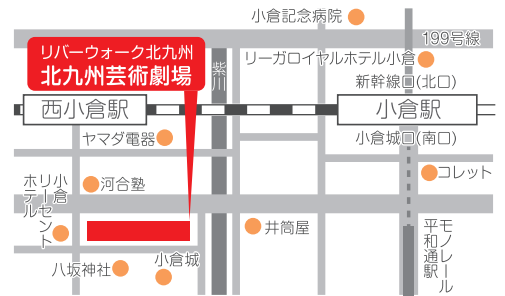 小倉記念病院
199号線
リバーウォーク北九州
北九州芸術劇場
リーガロイヤルホテル小倉
紫川
新幹線口(北口)
西小倉駅
小倉駅
ヤマダ電器
小倉城口(南口)
コレット
河合塾
小倉
リーセント
ホテル
井筒屋
モノレール
平和通駅
小倉城
八坂神社